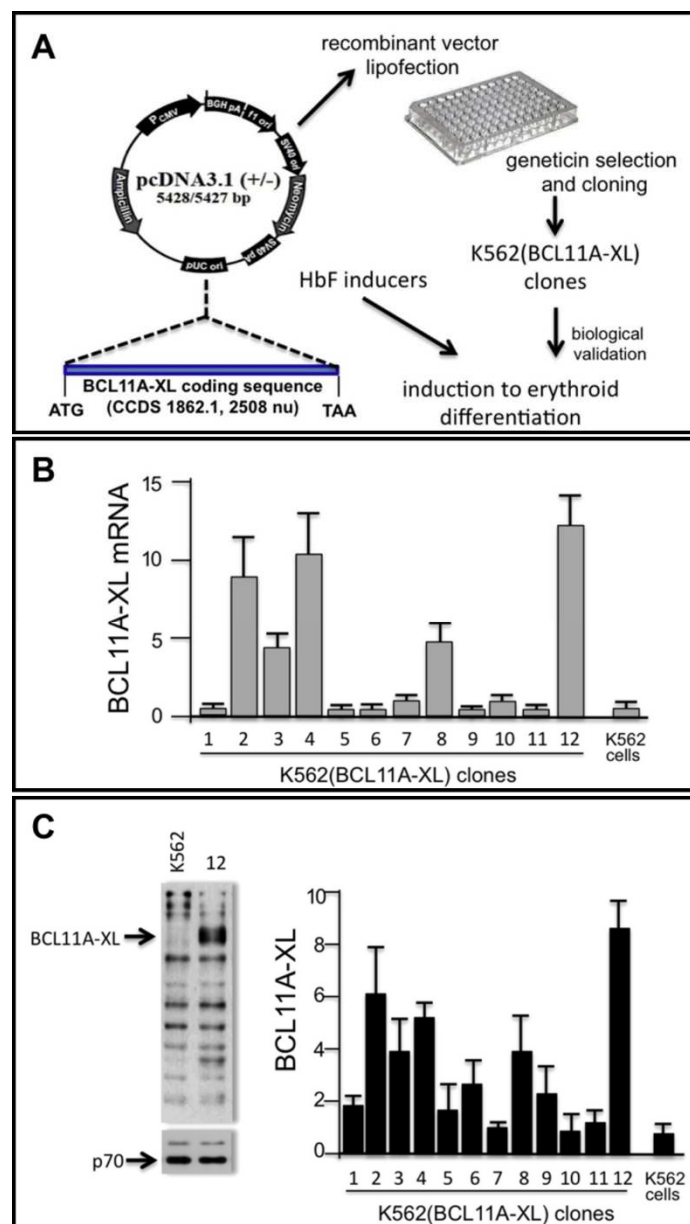 A
recombinant vector
lipofection
PCMV
BGH pA
f1 ori
SV40 ori
Neomycin
SV40 pA
pUC ori
Ampicillin
pcDNA3.1 (+/-)
5428/5427 bp
geneticin selection
and cloning
K562(BCL11A-XL)
clones
HbF inducers
biological
validation
induction to erythroid
differentiation
BCL11A-XL coding sequence
(CCDS 1862.1, 2508 nu)
ATG
TAA
B
BCL11A-XL mRNA
15
10
5
0
1 2 3 4 5 6 7 8 9 10 11 12
K562
cells
K562(BCL11A-XL) clones
C
K562
12
BCL11A-XL
p70
BCL11A-XL
10
8
6
4
2
0
1 2 3 4 5 6 7 8 9 10 11 12
K562
cells
K562(BCL11A-XL) clones